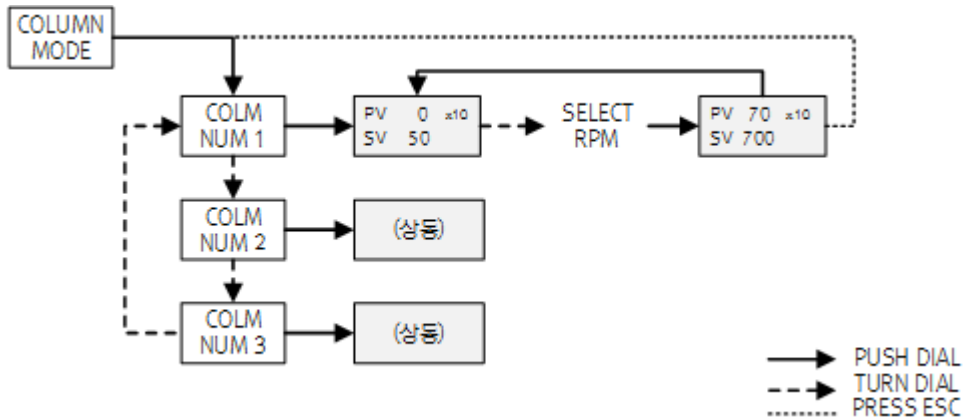 COLUMN
MODE
COLM
NUM 1
PV 0 x10
SV 50
SELECT
RPM
PV 70 x10
SV 700
COLM
NUM 2
(상동)
COLM
NUM 3
(상동)
PUSH DIAL
TURN DIAL
PRESS ESC